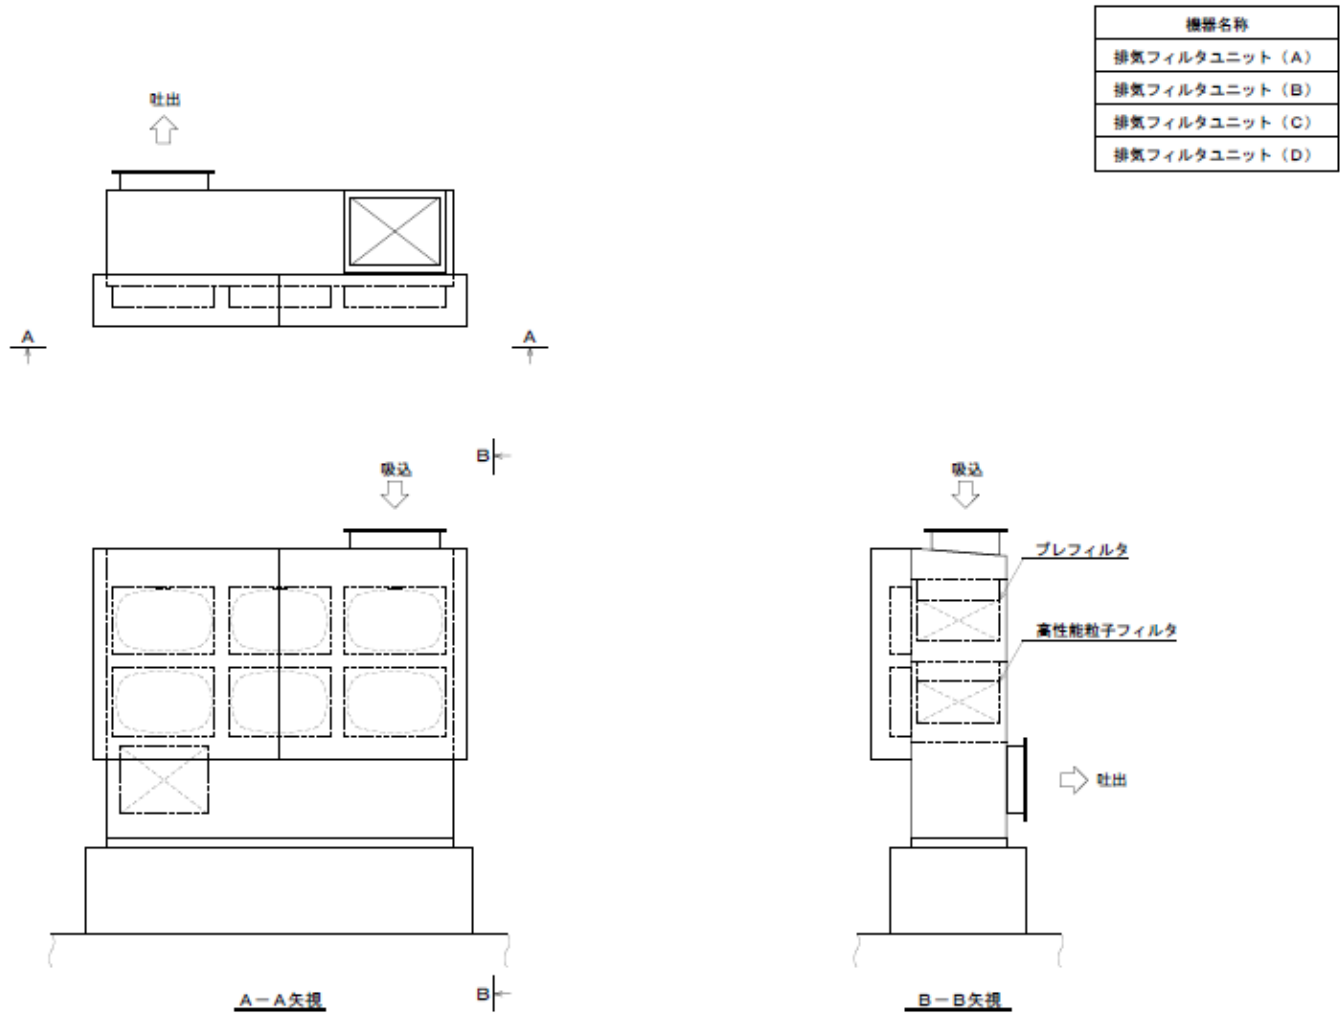 機器名称
排気フィルタユニット（A）
排気フィルタユニット（B）
排気フィルタユニット（C）
排気フィルタユニット（D）
吐出
A
A
B
吸込
吸込
プレフィルタ
高性能粒子フィルタ
吐出
A－A矢視
B
B－B矢視